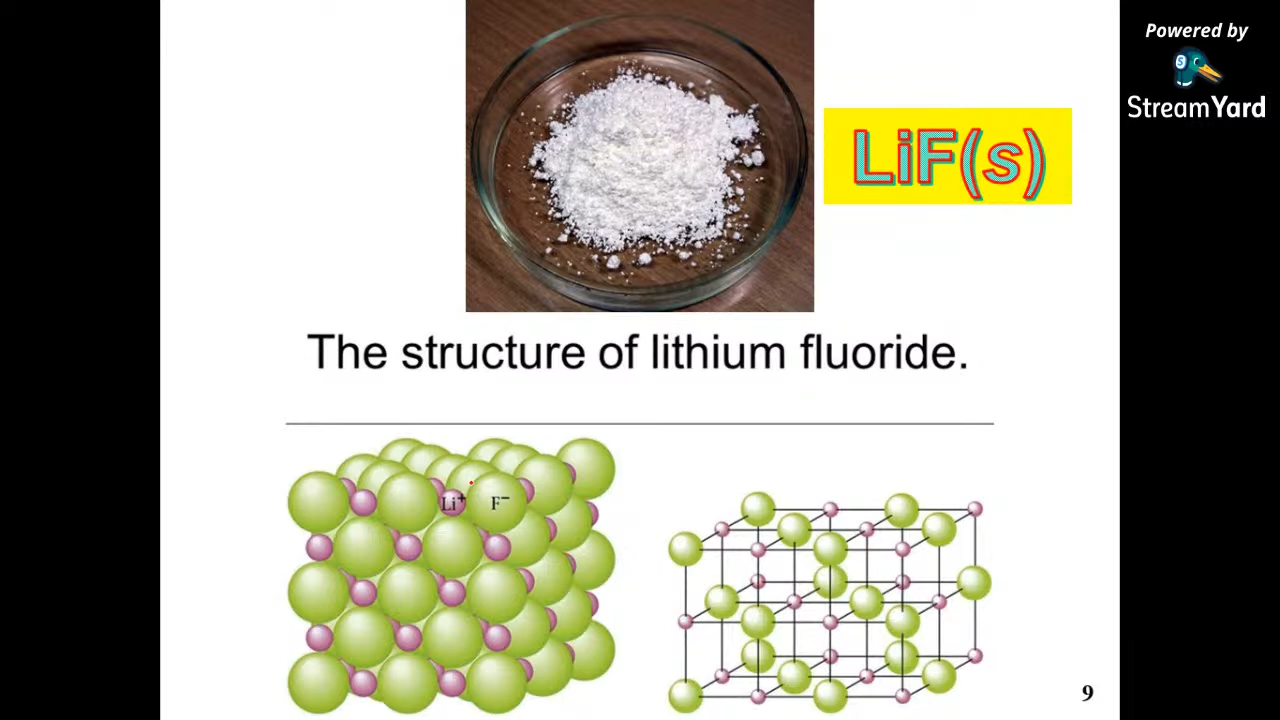 Powered by
StreamYard
LiF(s)
The structure of lithium fluoride.
Li⁺ F⁻
9